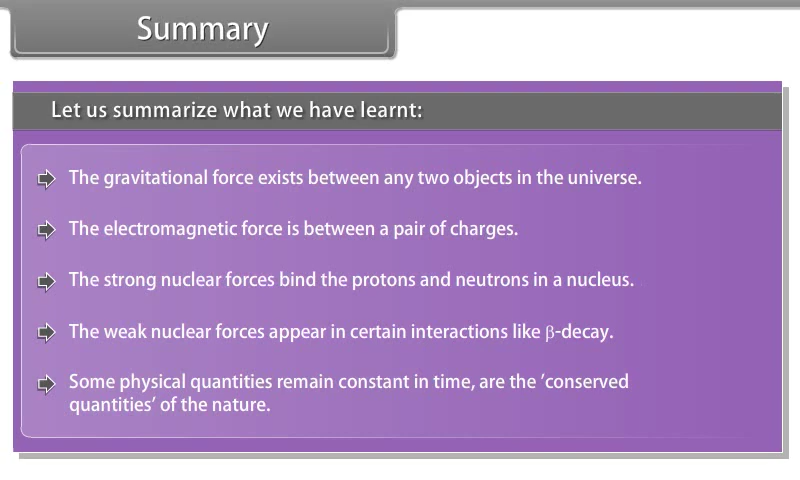 Summary
Let us summarize what we have learnt:
The gravitational force exists between any two objects in the universe.
The electromagnetic force is between a pair of charges.
The strong nuclear forces bind the protons and neutrons in a nucleus.
The weak nuclear forces appear in certain interactions like β-decay.
Some physical quantities remain constant in time, are the 'conserved
quantities' of the nature.